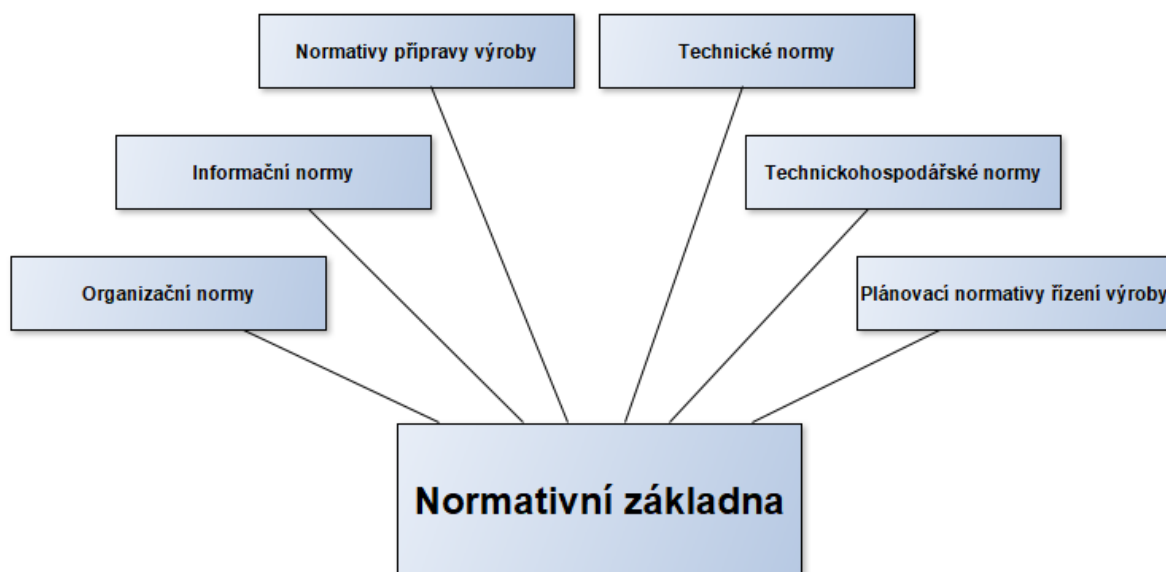 Normativy přípravy výroby
Technické normy
Informační normy
Technickohospodářské normy
Organizační normy
Plánovací normativy řízení výroby
Normativní základna